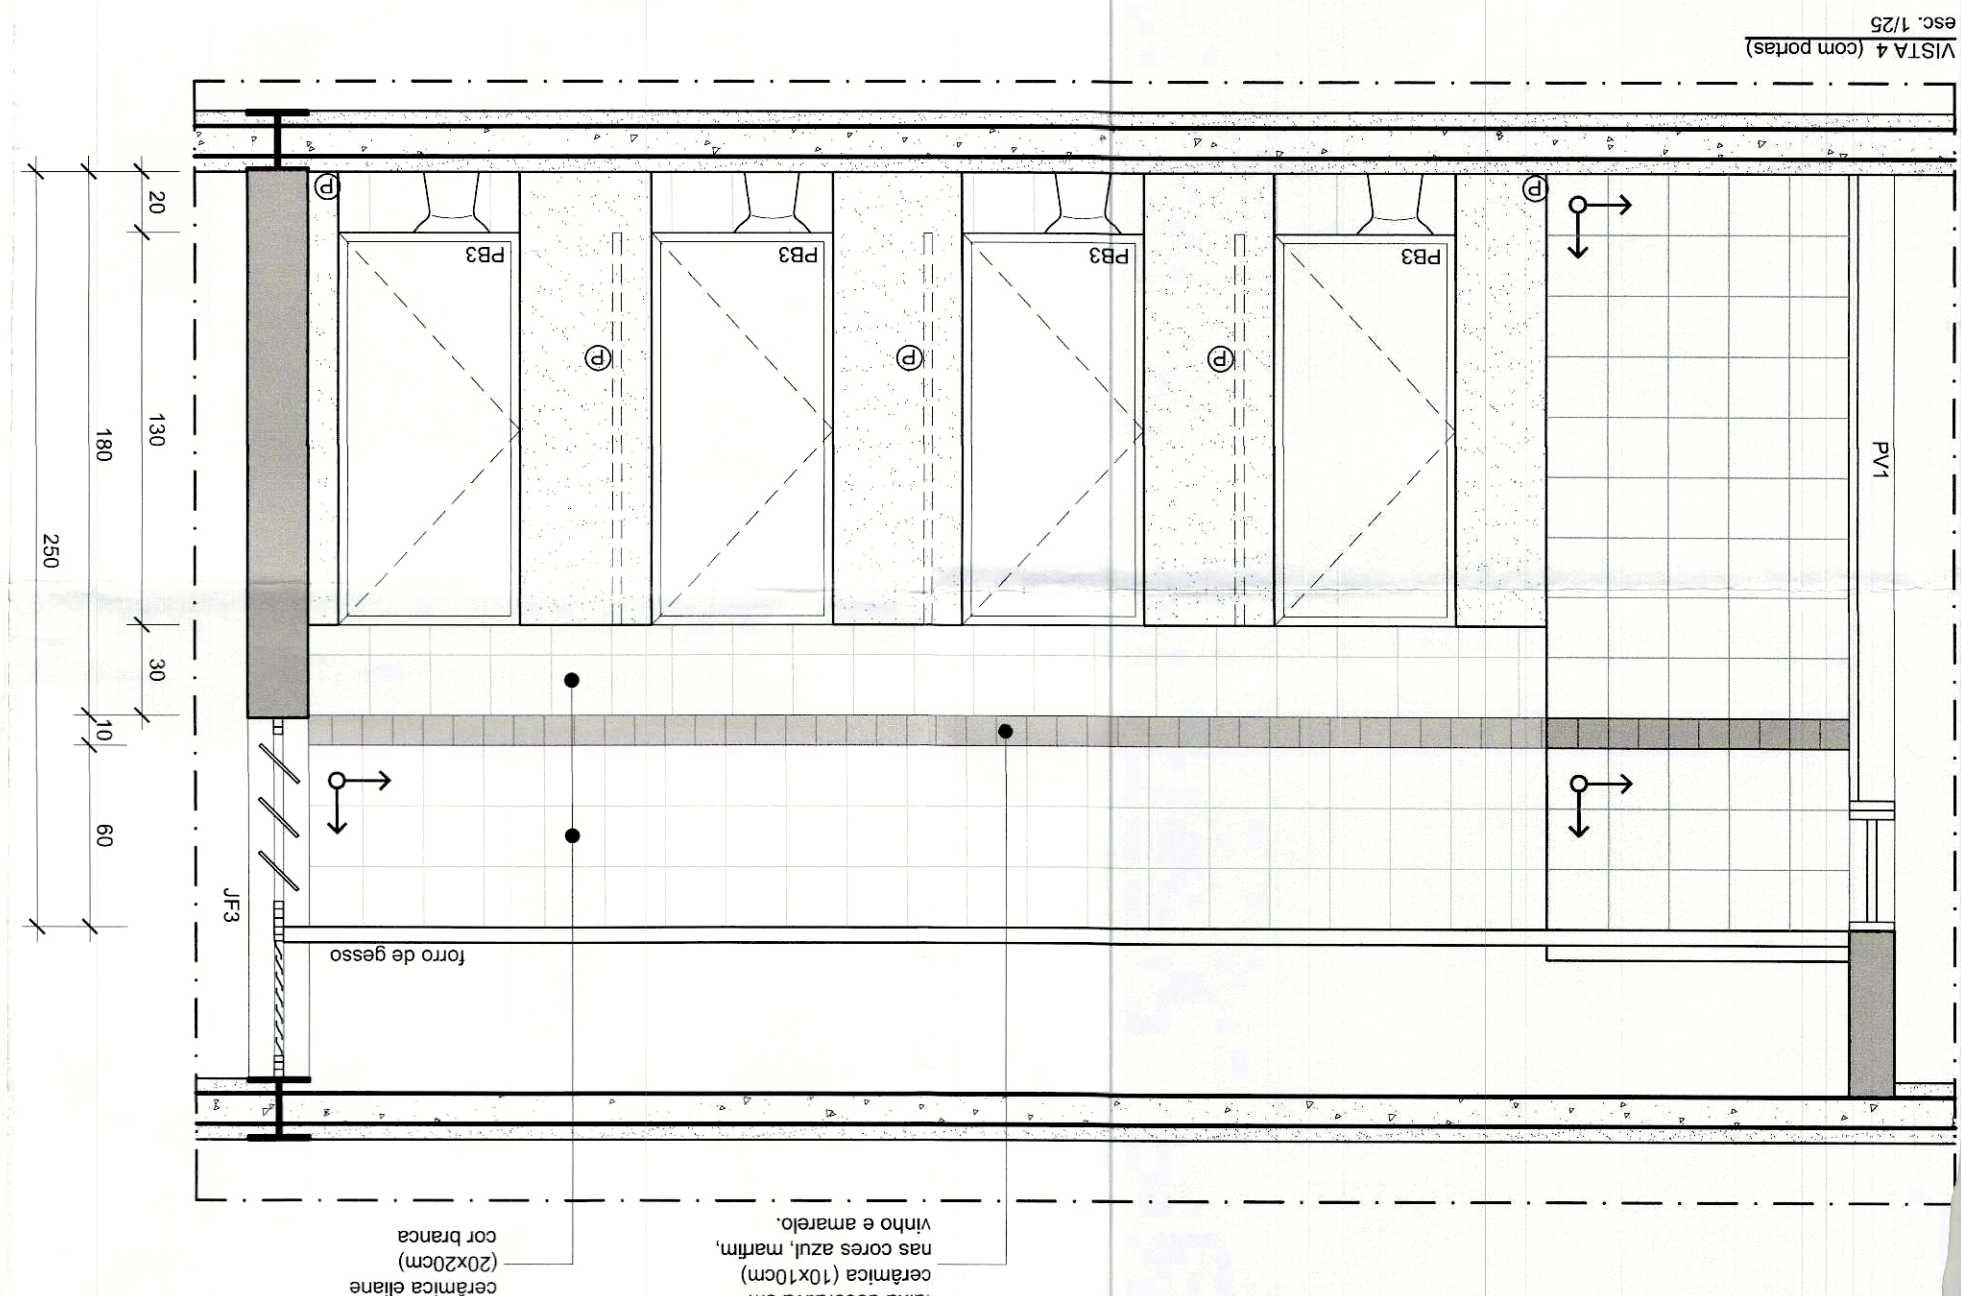 cerâmica (10x10cm)
nas cores azul, marfim,
vinho e amarelo.
cerâmica eliane
(20x20cm)
cor branca
forro de gesso
JF3
60
10
30
250
180
130
20
PV1
P
P
P
PB3
PB3
PB3
PB3
P
P
VISTA 4 (com portas)
esc. 1/25